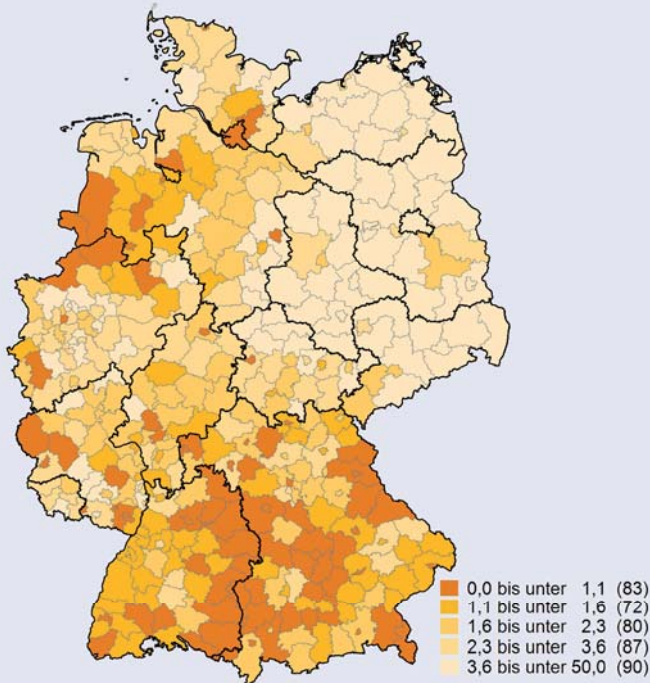 0,0 bis unter 1,1 (83)
1,1 bis unter 1,6 (72)
1,6 bis unter 2,3 (80)
2,3 bis unter 3,6 (87)
3,6 bis unter 50,0 (90)